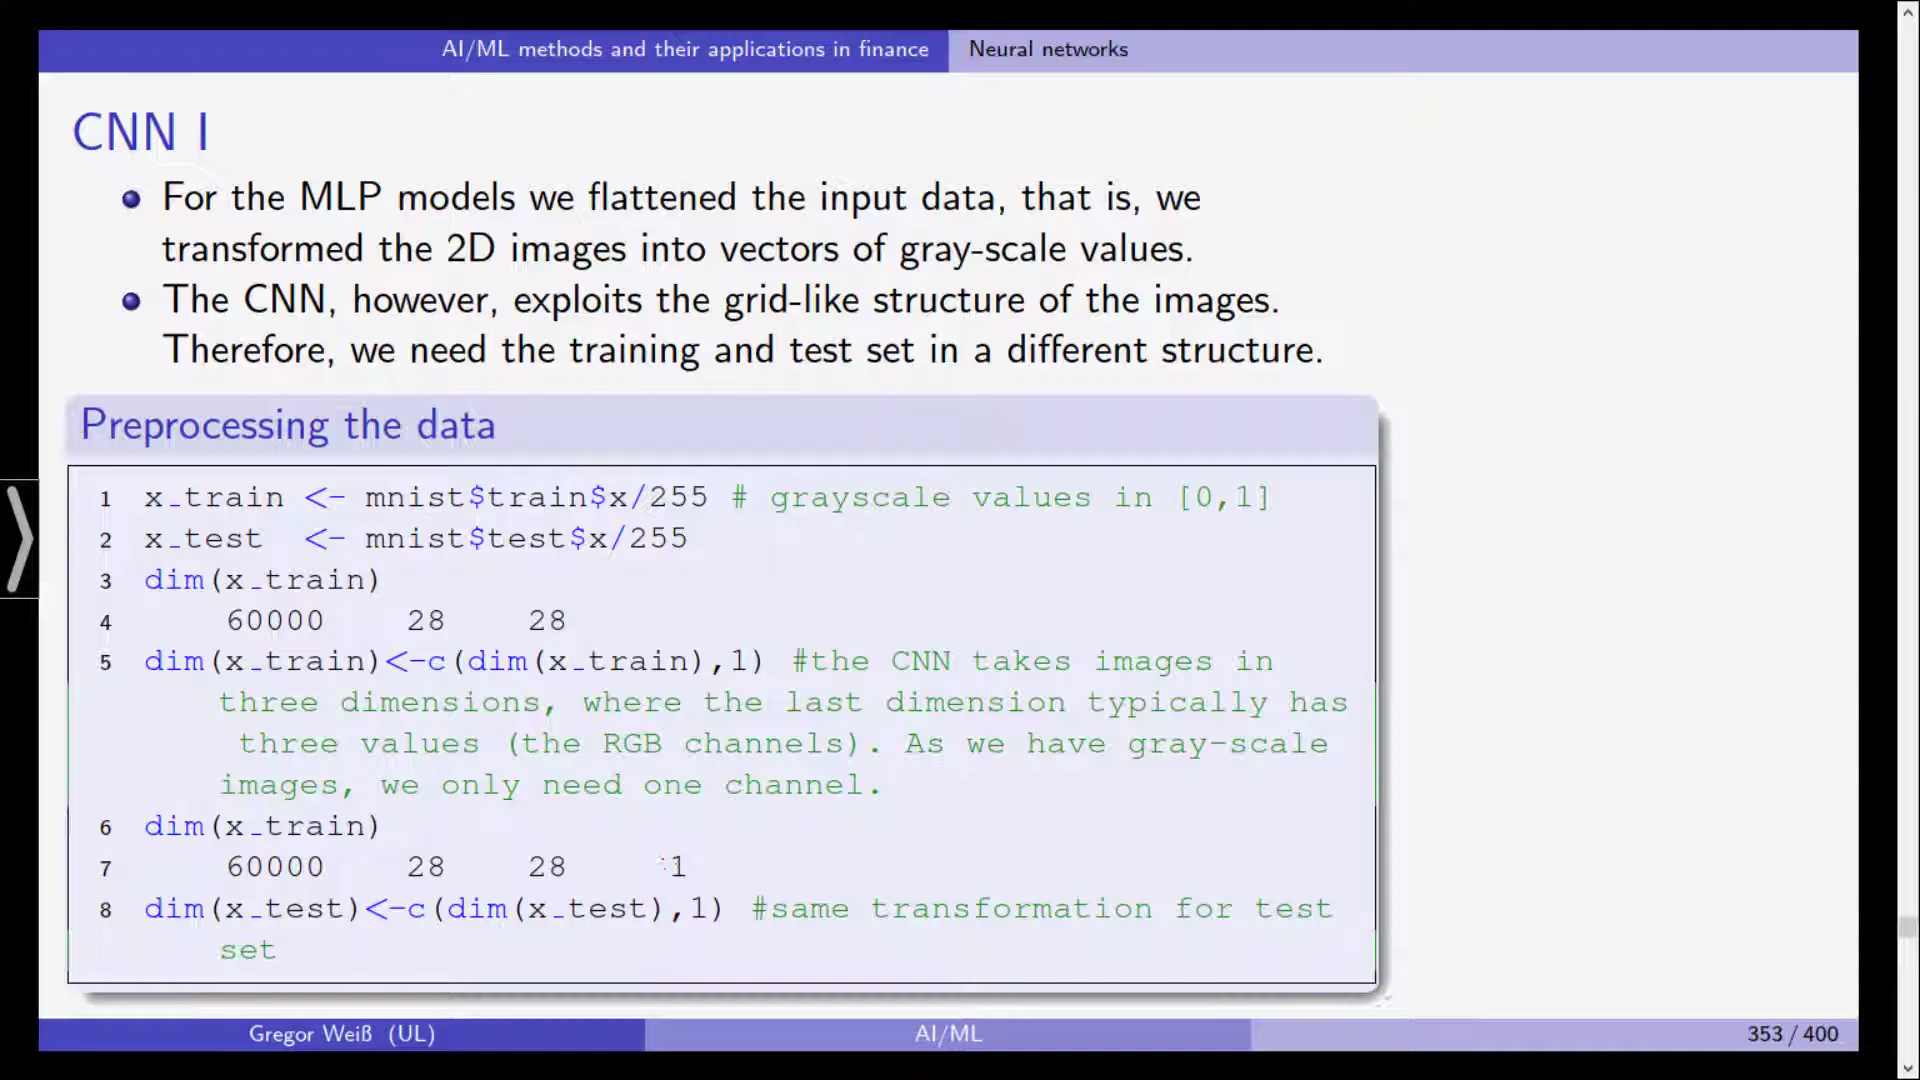 AI/ML methods and their applications in finance Neural networks
CNN I
For the MLP models we flattened the input data, that is, we
transformed the 2D images into vectors of gray-scale values.
The CNN, however, exploits the grid-like structure of the images.
Therefore, we need the training and test set in a different structure.
Preprocessing the data
1 x_train <- mnist$train$x/255 # grayscale values in [0,1]
2 x_test <- mnist$test$x/255
3 dim(x_train)
4 60000 28 28
5 dim(x_train)<-c(dim(x_train),1) #the CNN takes images in
three dimensions, where the last dimension typically has
three values (the RGB channels). As we have gray-scale
images, we only need one channel.
6 dim(x_train)
7 60000 28 28 1
8 dim(x_test)<-c(dim(x_test),1) #same transformation for test
set
Gregor Weiß (UL) AI/ML 353 / 400